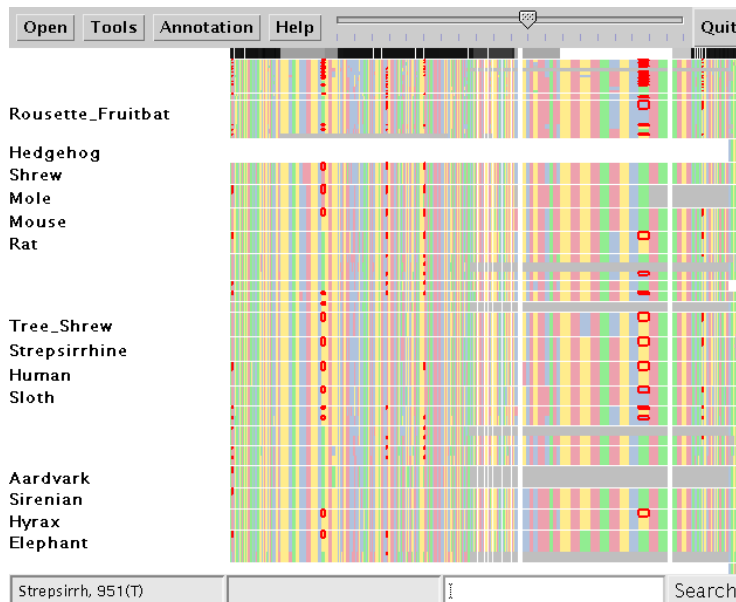 Open Tools Annotation Help Quit
Rousette_Fruitbat
Hedgehog
Shrew
Mole
Mouse
Rat
Tree_Shrew
Strepsirrhine
Human
Sloth
Aardvark
Sirenian
Hyrax
Elephant
Strepsirrh, 951(T) Search